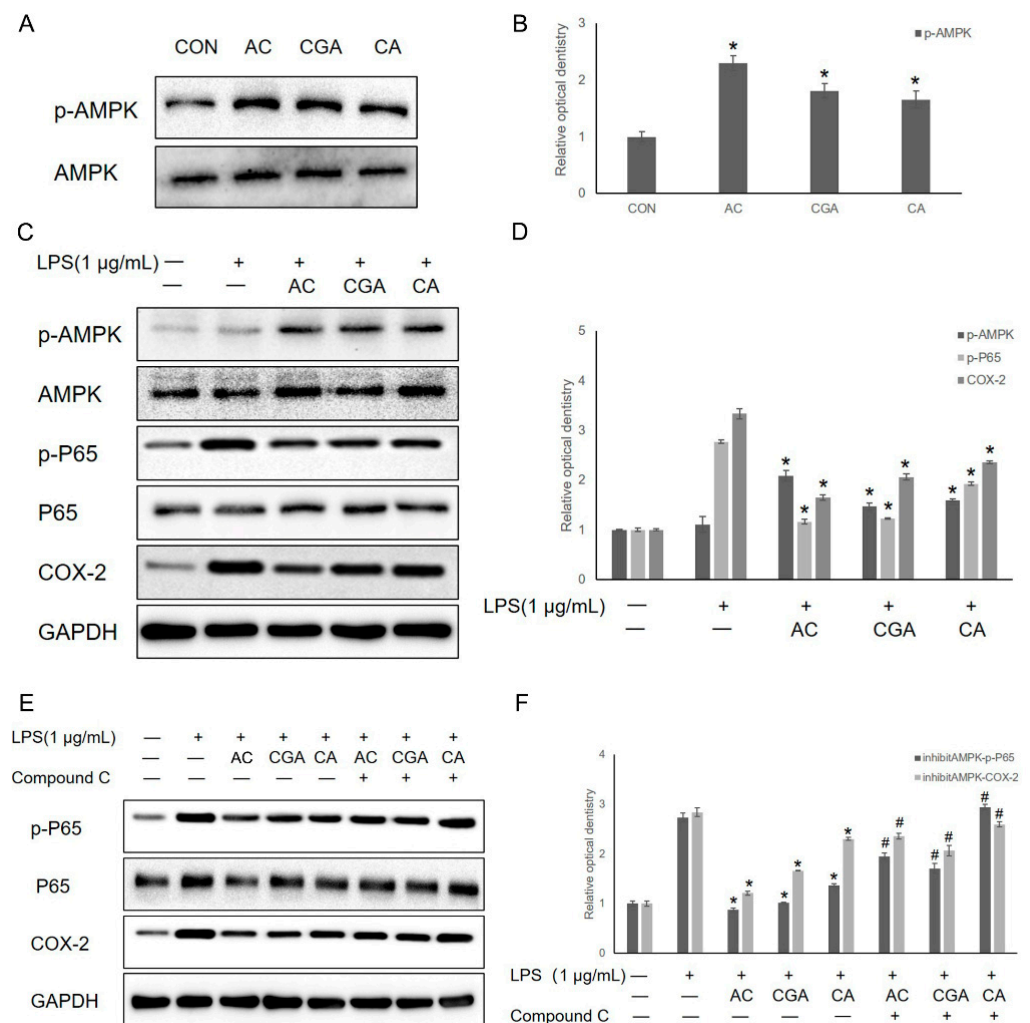 A
CON AC CGA CA
p-AMPK
AMPK
B
3
2
1
0
Relative optical dentistry
p-AMPK
* * *
CON AC CGA CA
C
LPS(1 µg/mL) — + + + +
— — AC CGA CA
p-AMPK
AMPK
p-P65
P65
COX-2
GAPDH
D
5
4
3
2
1
0
Relative optical dentistry
p-AMPK
p-P65
COX-2
* * * * * * * * *
LPS(1 µg/mL) — + + + +
— — AC CGA CA
E
LPS(1 µg/mL) — + + + + + + +
— — AC CGA CA AC CGA CA
Compound C — — — — — + + +
p-P65
P65
COX-2
GAPDH
F
4
3
2
1
0
Relative optical dentistry
inhibitAMPK-p-P65
inhibitAMPK-COX-2
* * * * * * # # # # # #
LPS (1 µg/mL) — + + + + + + +
— — AC CGA CA AC CGA CA
Compound C — — — — — + + +